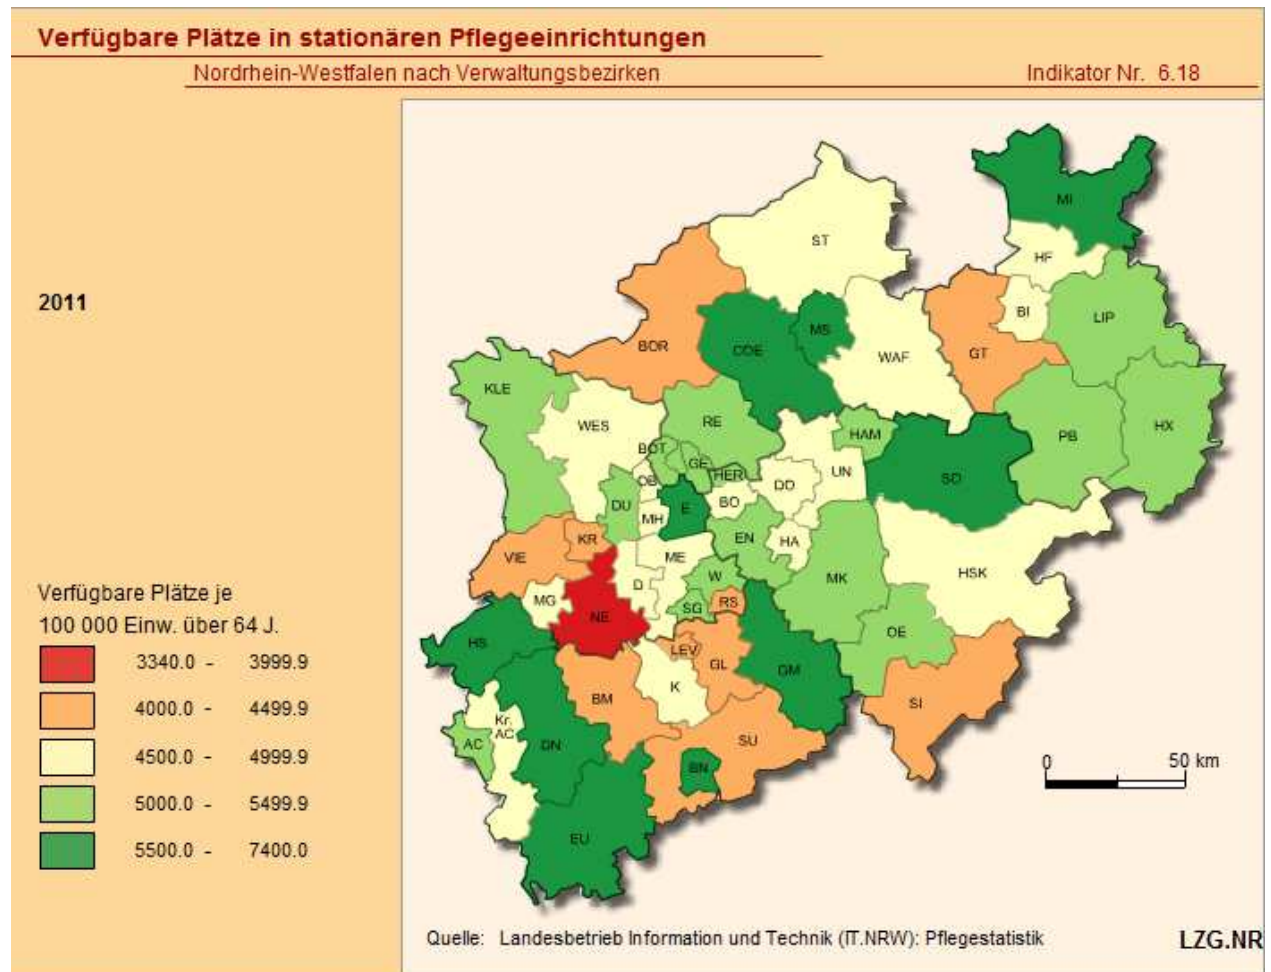 Verfügbare Plätze in stationären Pflegeeinrichtungen
Nordrhein-Westfalen nach Verwaltungsbezirken Indikator Nr. 6.18
2011
Verfügbare Plätze je
100 000 Einw. über 64 J.
3340.0 - 3999.9
4000.0 - 4499.9
4500.0 - 4999.9
5000.0 - 5499.9
5500.0 - 7400.0
MI
ST
HF
BI
LIP
MS
COE
BOR
WAF
GT
KLE
WES
RE
HAM
PB
HX
BOT
GE
HER
UN
OB
DO
SO
DU
E
BO
MH
EN
HA
KR
VIE
ME
HSK
W
MK
D
MG
SG
RS
NE
OE
HS
LEV
GL
GM
K
BM
SI
Kr.
AC
AC
DN
SU
BN
EU
0 50 km
Quelle: Landesbetrieb Information und Technik (IT.NRW): Pflegestatistik
LZG.NR